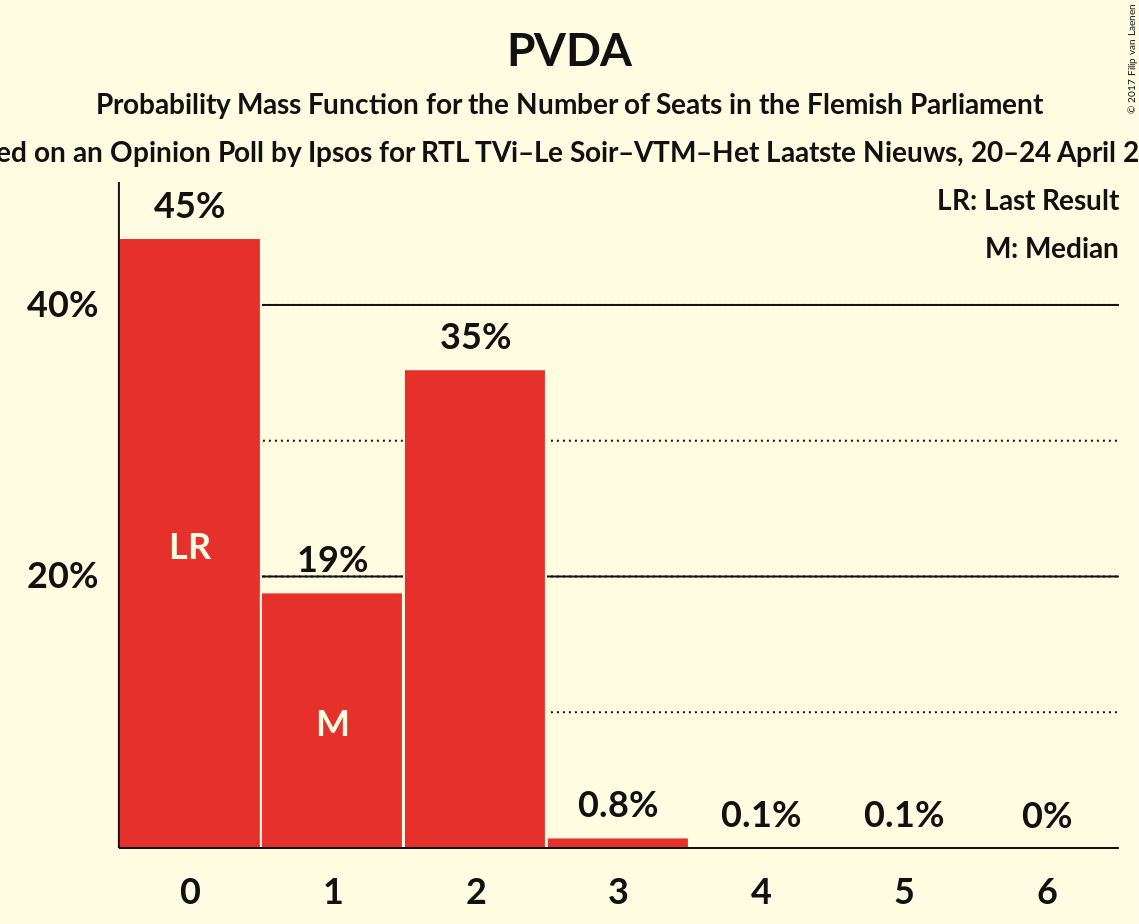 PVDA
Probability Mass Function for the Number of Seats in the Flemish Parliament
ed on an Opinion Poll by Ipsos for RTL TVi–Le Soir–VTM–Het Laatste Nieuws, 20–24 April 2
© 2017 Filip van Laenen
LR: Last Result
M: Median
45%
40%
35%
LR
19%
20%
M
0.8%
0.1%
0.1%
0%
0 1 2 3 4 5 6